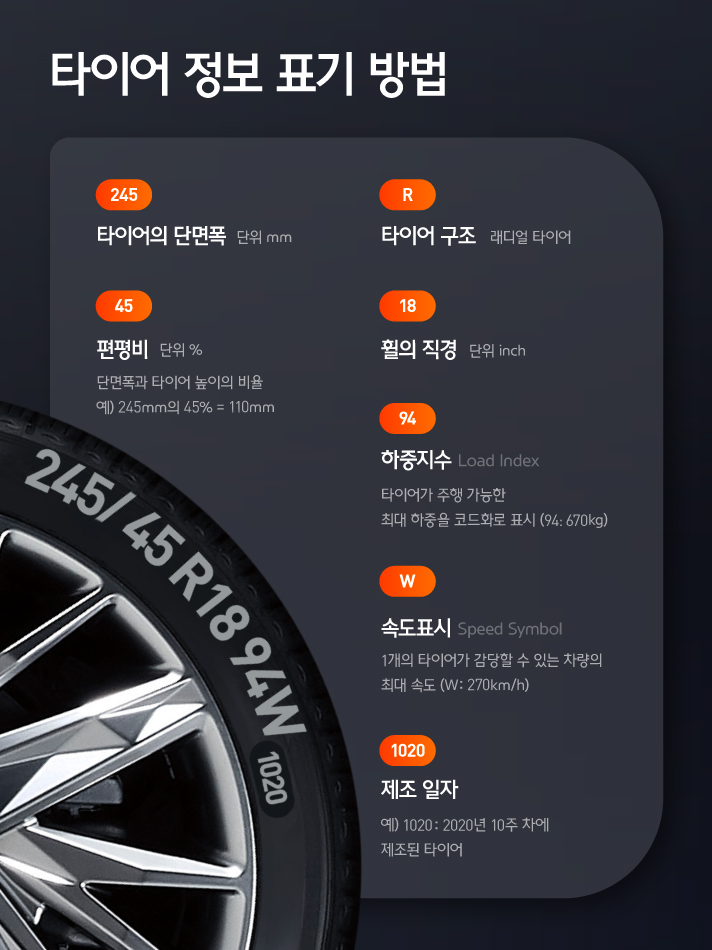 타이어 정보 표기 방법
245
타이어의 단면폭 단위 mm
45
편평비 단위 %
단면폭과 타이어 높이의 비율
예) 245mm의 45% = 110mm
R
타이어 구조 래디얼 타이어
18
휠의 직경 단위 inch
94
하중지수 Load Index
타이어가 주행 가능한
최대 하중을 코드화로 표시 (94: 670kg)
W
속도표시 Speed Symbol
1개의 타이어가 감당할 수 있는 차량의
최대 속도 (W: 270km/h)
1020
제조 일자
예) 1020: 2020년 10주 차에
제조된 타이어
245/ 45 R18 94W
1020